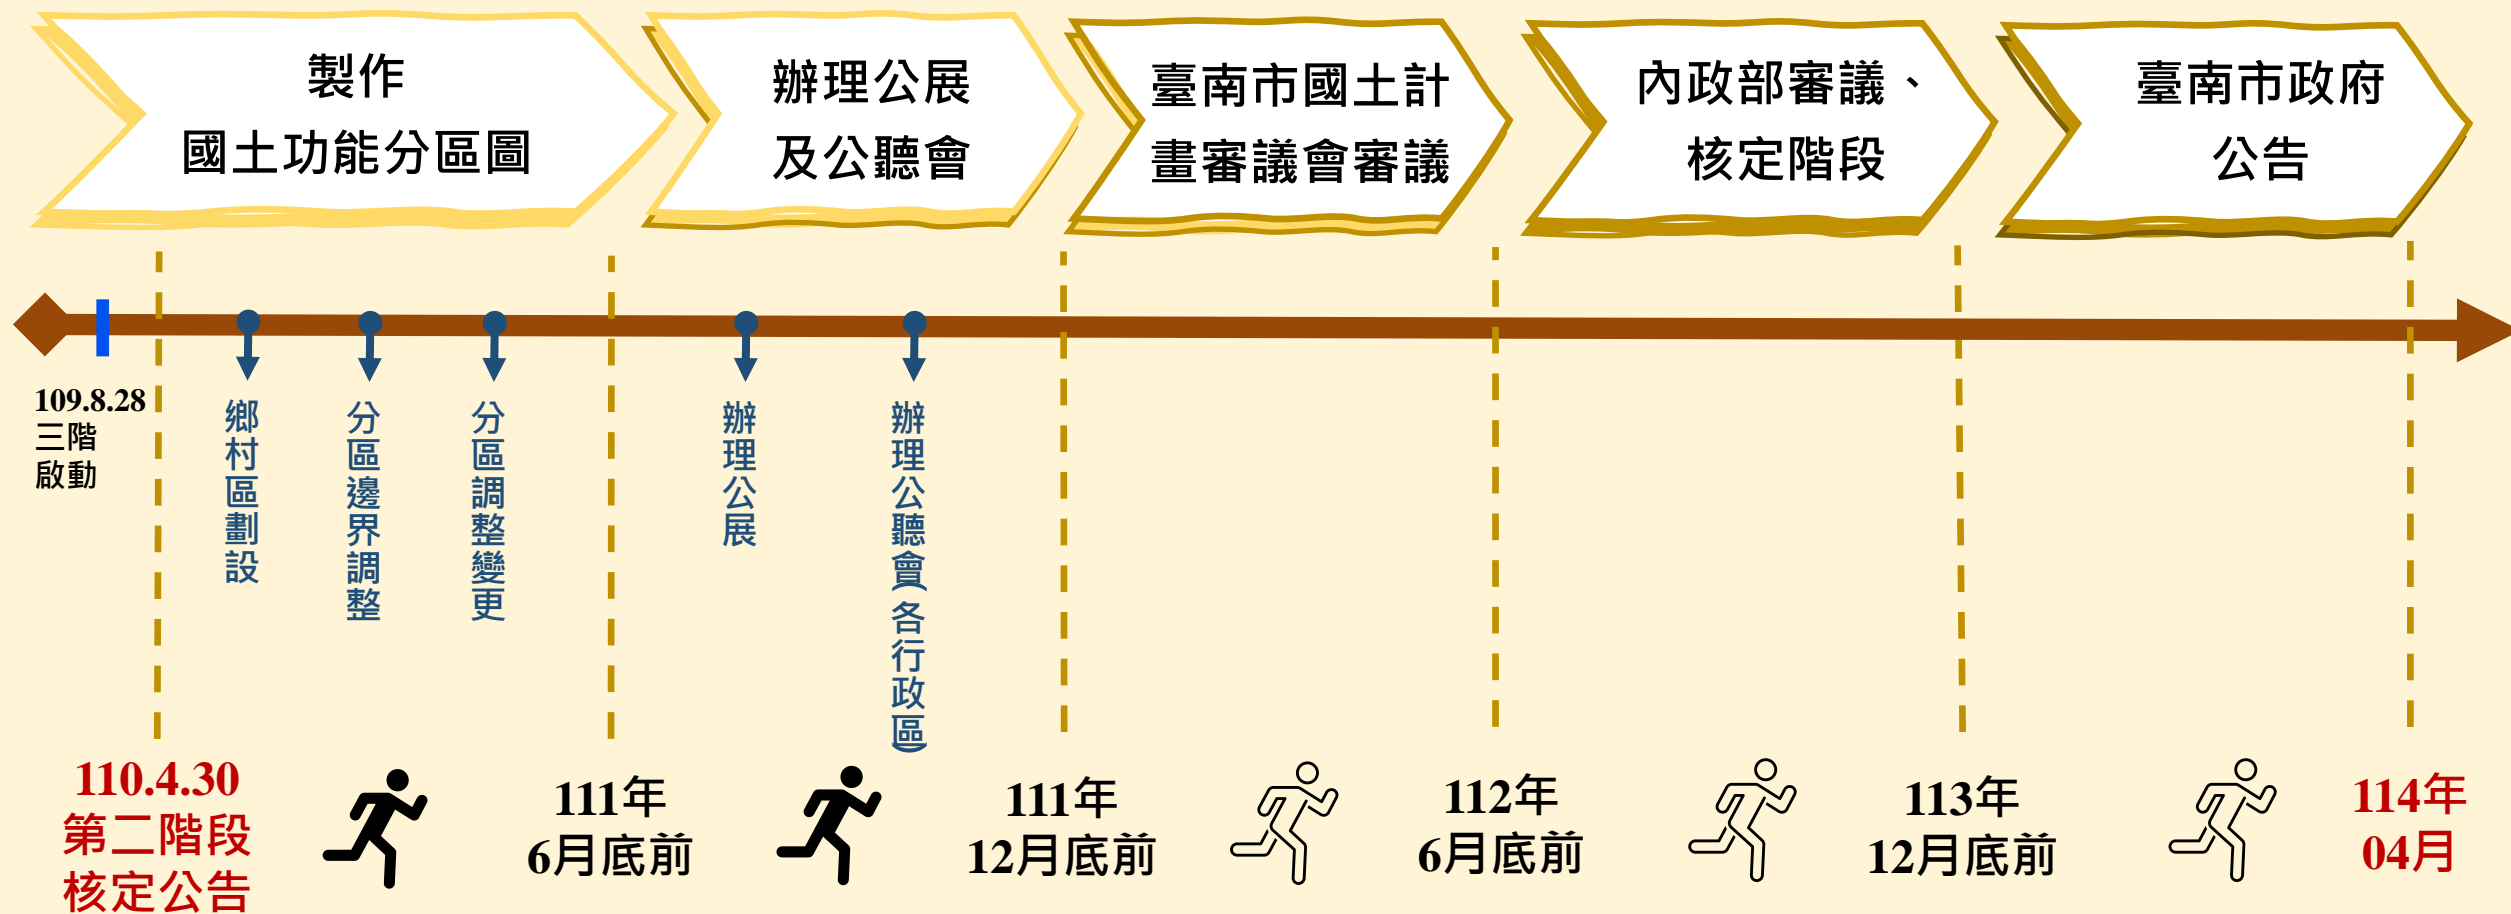 製作
國土功能分區圖
辦理公展
及公聽會
臺南市國土計
畫審議會審議
內政部審議、
核定階段
臺南市政府
公告
109.8.28
三階
啟動
鄉村區劃設
分區邊界調整
分區調整變更
辦理公展
辦理公聽會(各行政區)
110.4.30
第二階段
核定公告
111年
6月底前
111年
12月底前
112年
6月底前
113年
12月底前
114年
04月